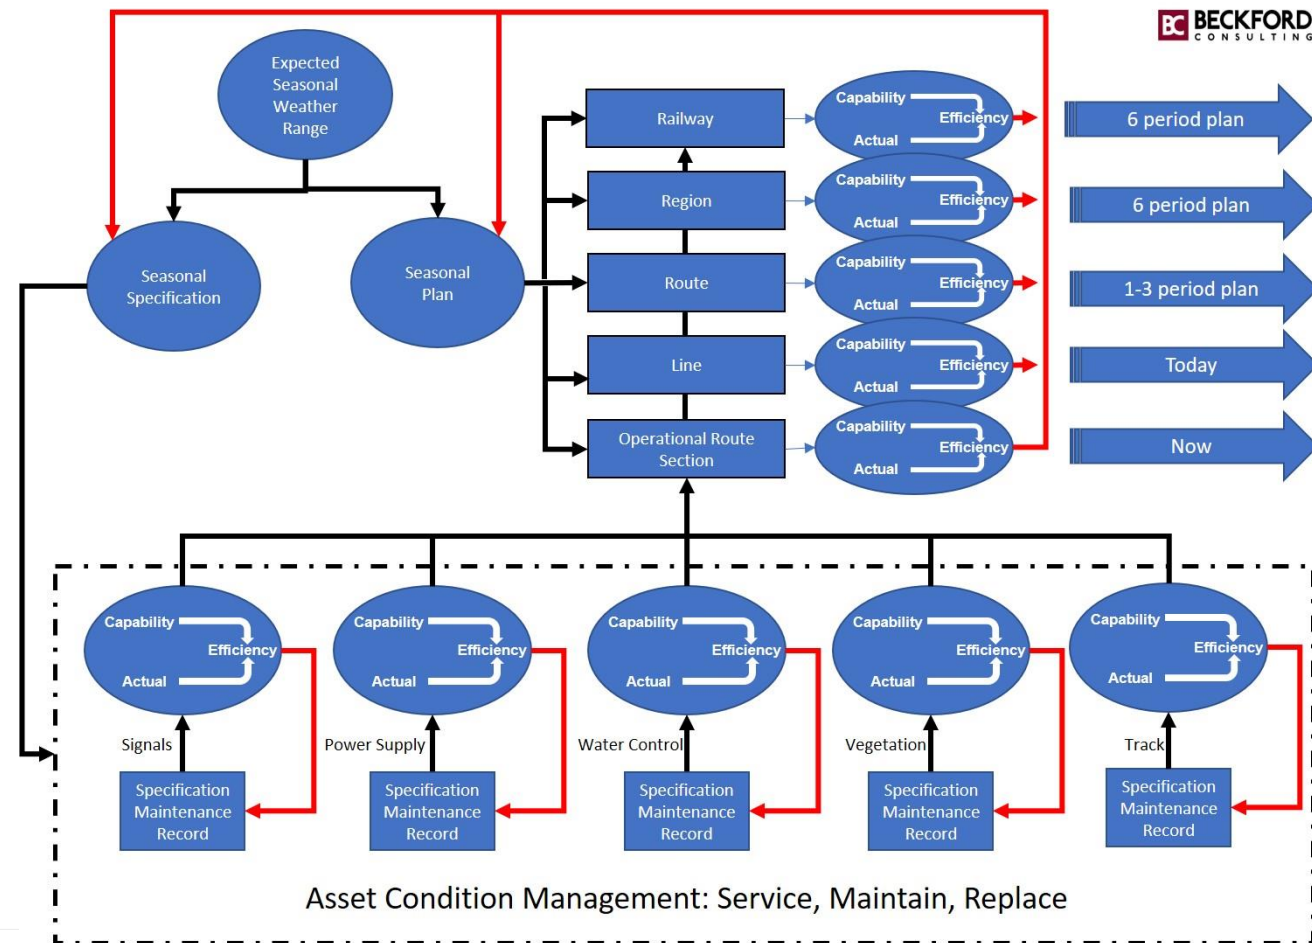 BC BECKFORD
CONSULTING
Expected
Seasonal
Weather
Range
Seasonal
Specification
Seasonal
Plan
Railway
Capability
Efficiency
Actual
6 period plan
Region
Capability
Efficiency
Actual
6 period plan
Route
Capability
Efficiency
Actual
1-3 period plan
Line
Capability
Efficiency
Actual
Today
Operational Route
Section
Capability
Efficiency
Actual
Now
Capability
Efficiency
Actual
Signals
Specification
Maintenance
Record
Capability
Efficiency
Actual
Power Supply
Specification
Maintenance
Record
Capability
Efficiency
Actual
Water Control
Specification
Maintenance
Record
Capability
Efficiency
Actual
Vegetation
Specification
Maintenance
Record
Capability
Efficiency
Actual
Track
Specification
Maintenance
Record
Asset Condition Management: Service, Maintain, Replace